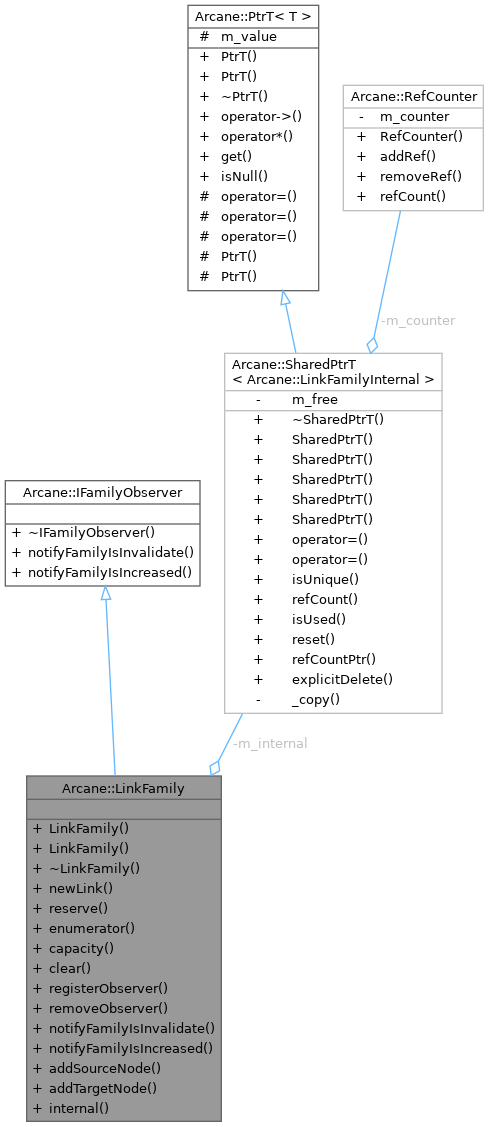 Arcane::PtrT< T >
# m_value
+ PtrT()
+ PtrT()
+ ~PtrT()
+ operator->()
+ operator*()
+ get()
+ isNull()
# operator=()
# operator=()
# operator=()
# PtrT()
# PtrT()
Arcane::RefCounter
- m_counter
+ RefCounter()
+ addRef()
+ removeRef()
+ refCount()
-m_counter
Arcane::SharedPtrT
< Arcane::LinkFamilyInternal >
- m_free
+ ~SharedPtrT()
+ SharedPtrT()
+ SharedPtrT()
+ SharedPtrT()
+ SharedPtrT()
+ SharedPtrT()
+ operator=()
+ operator=()
+ isUnique()
+ refCount()
+ isUsed()
+ reset()
+ refCountPtr()
+ explicitDelete()
- _copy()
Arcane::IFamilyObserver
+ ~IFamilyObserver()
+ notifyFamilyIsInvalidate()
+ notifyFamilyIsIncreased()
-m_internal
Arcane::LinkFamily
+ LinkFamily()
+ LinkFamily()
+ ~LinkFamily()
+ newLink()
+ reserve()
+ enumerator()
+ capacity()
+ clear()
+ registerObserver()
+ removeObserver()
+ notifyFamilyIsInvalidate()
+ notifyFamilyIsIncreased()
+ addSourceNode()
+ addTargetNode()
+ internal()